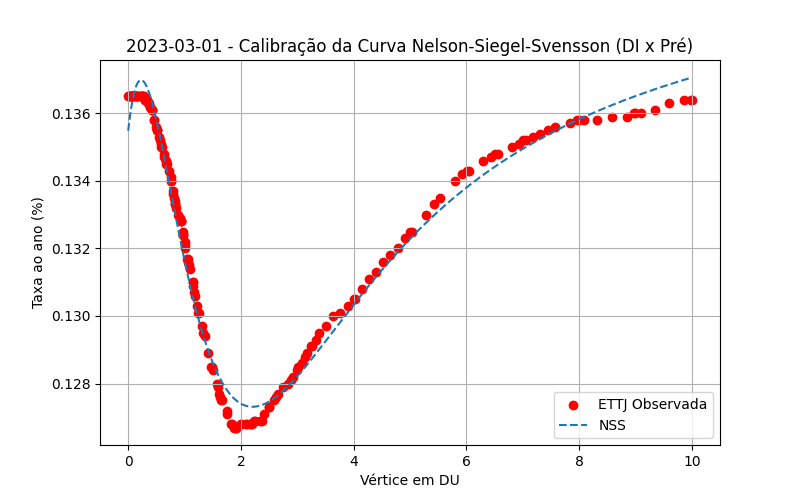 2023-03-01 - Calibração da Curva Nelson-Siegel-Svensson (DI x Pré)
Taxa ao ano (%)
0.136
0.134
0.132
0.130
0.128
ETTJ Observada
NSS
0 2 4 6 8 10
Vértice em DU